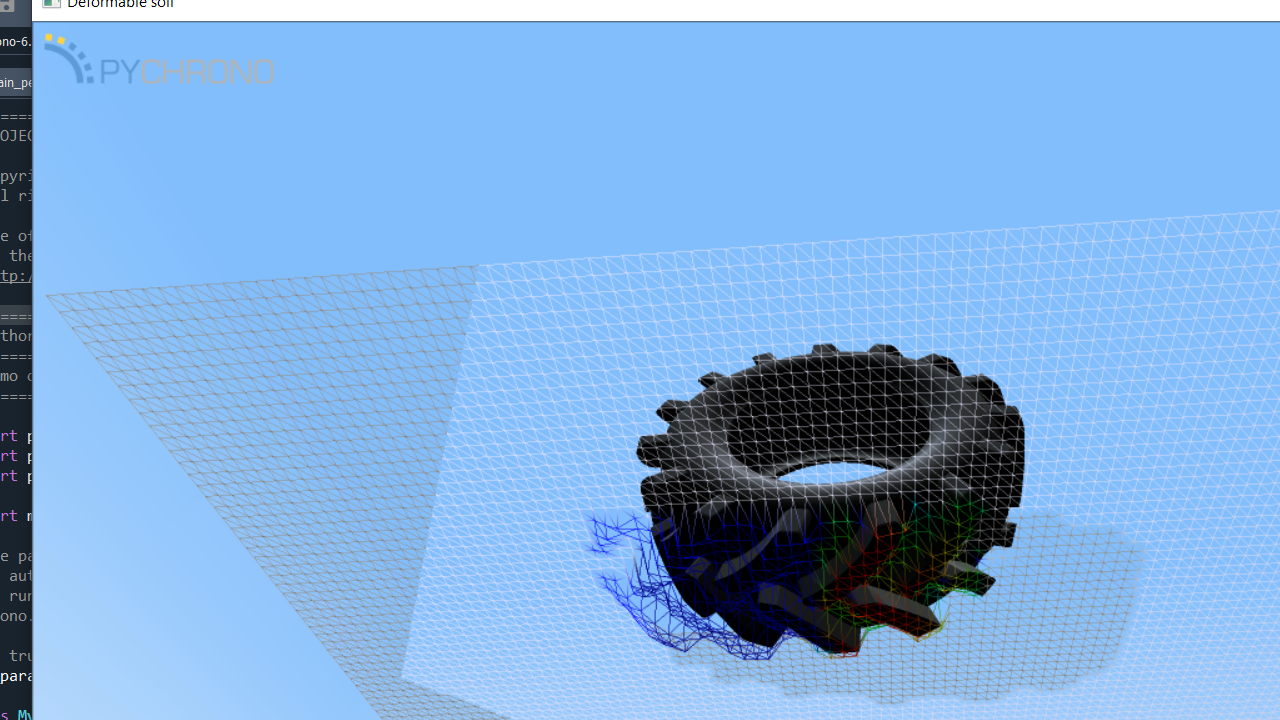 Deformable soil
PYCHRONO
ono-6.
ain_pe
=====
OJEC
pyri
l ri
e of
the
tp:/
=====
thor
=====
mo d
=====
rt p
rt p
rt p
rt m
e pa
aut
run
ono.
tru
para
s My